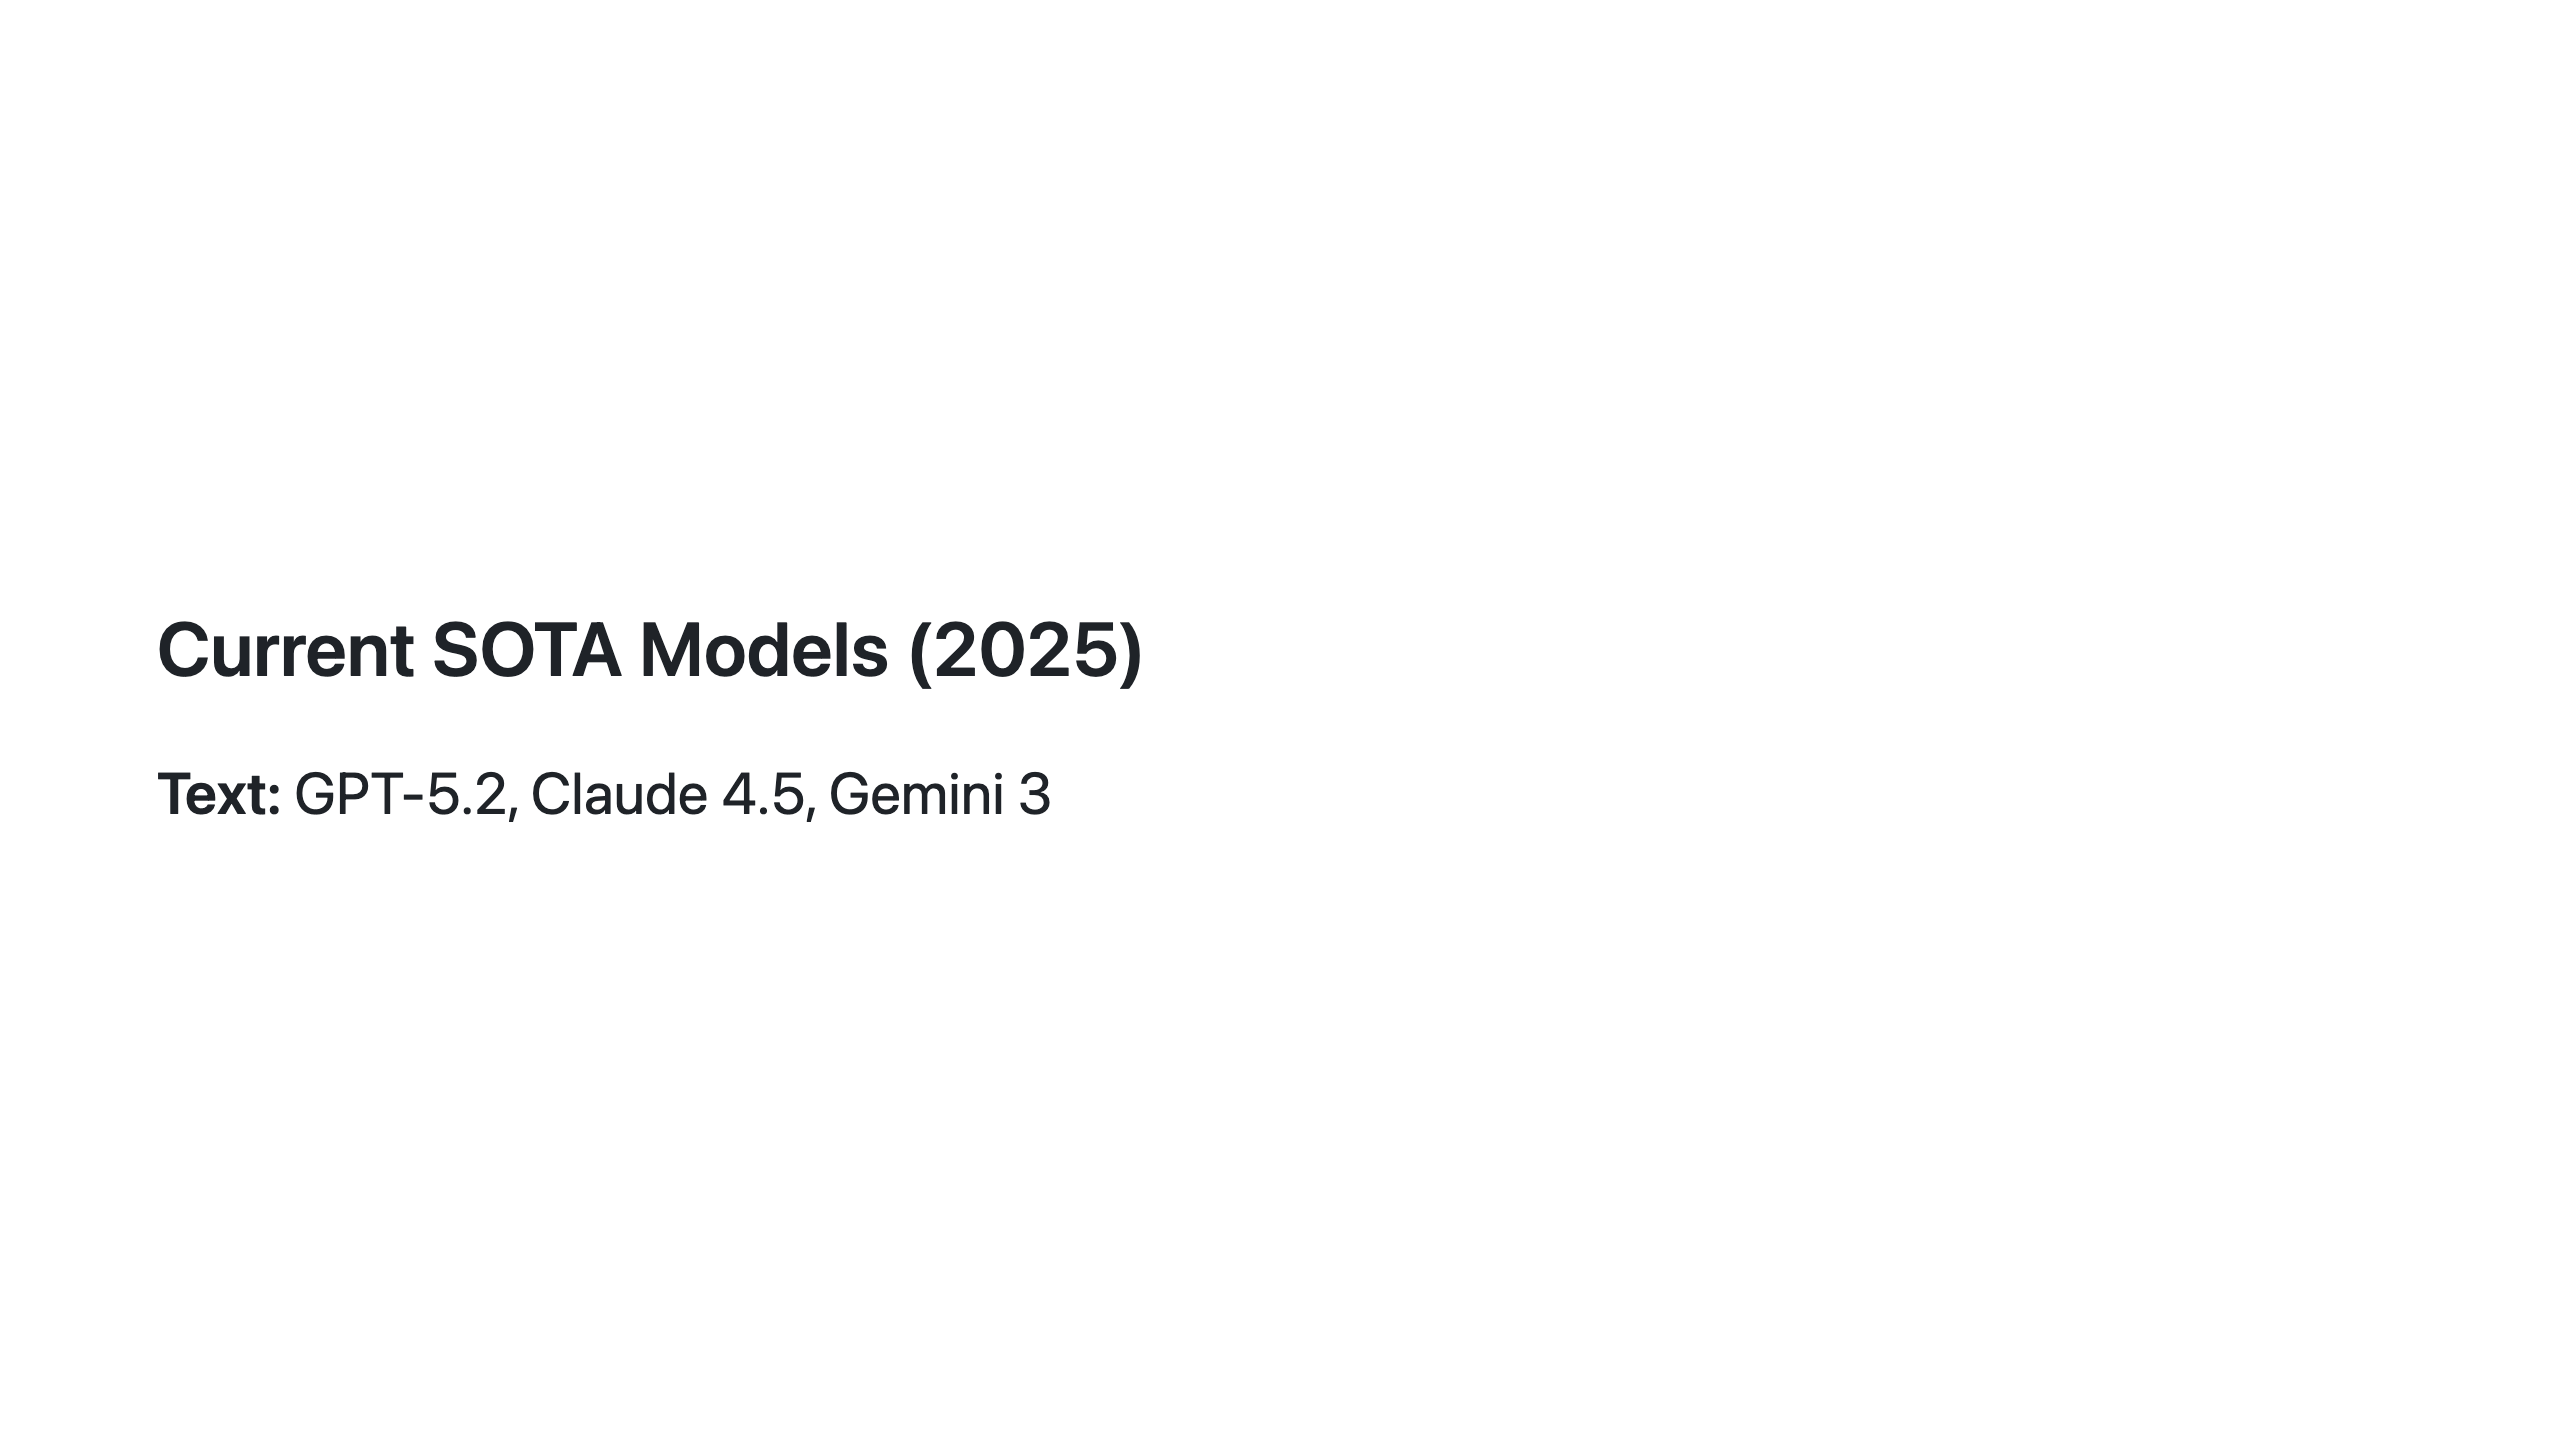 Current SOTA Models (2025)
Text: GPT-5.2, Claude 4.5, Gemini 3